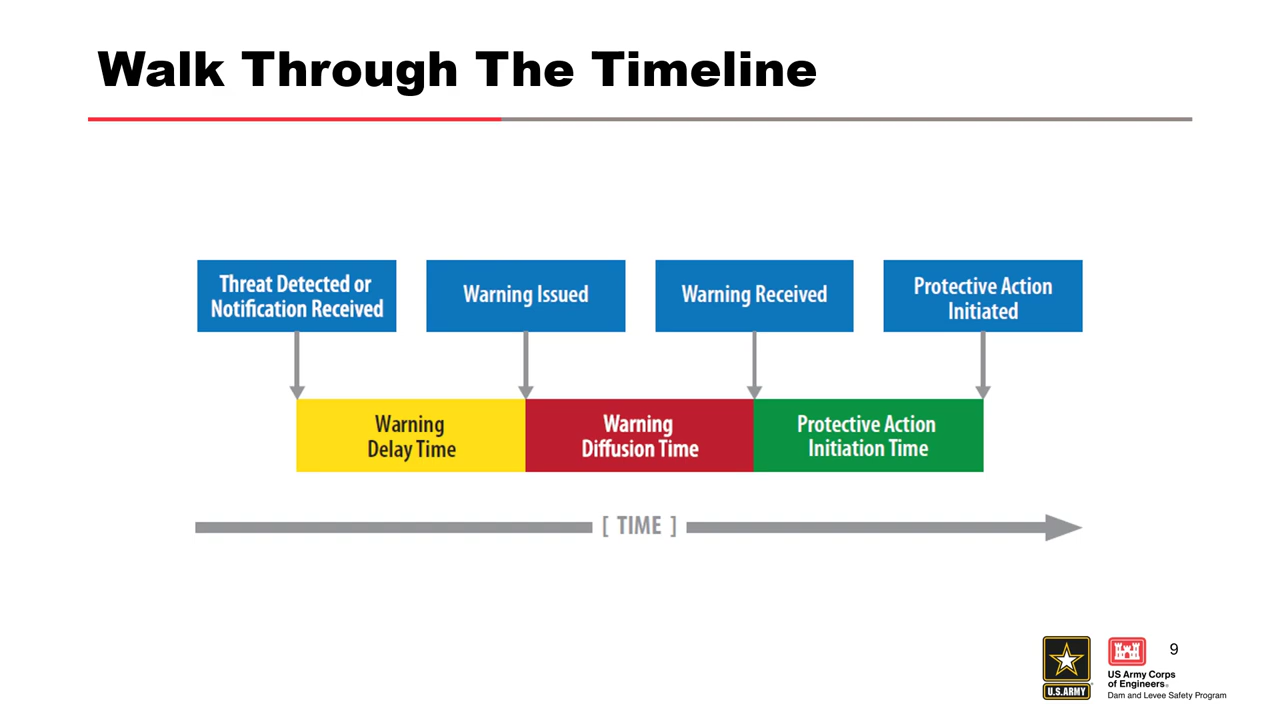 Walk Through The Timeline
Threat Detected or
Notification Received
Warning Issued
Warning Received
Protective Action
Initiated
Warning
Delay Time
Warning
Diffusion Time
Protective Action
Initiation Time
[ TIME ]
U.S.ARMY
US Army Corps
of Engineers®
Dam and Levee Safety Program
9